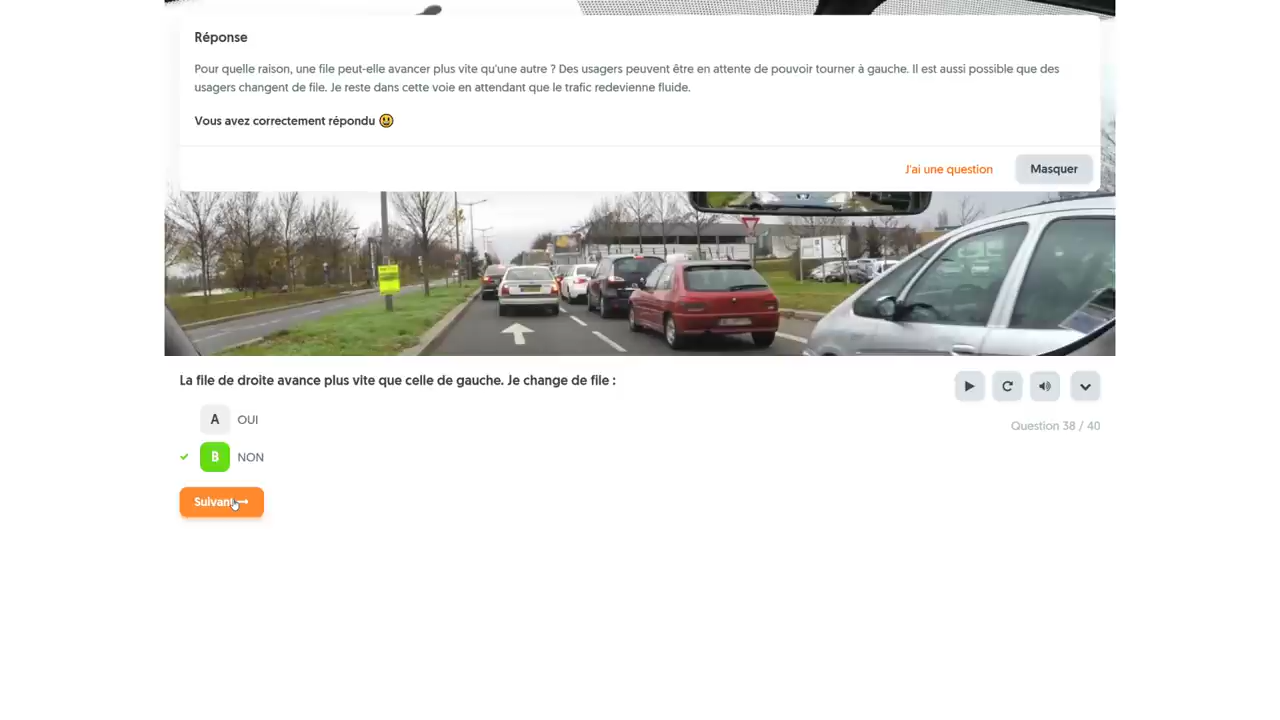 Réponse
Pour quelle raison, une file peut-elle avancer plus vite qu'une autre ? Des usagers peuvent être en attente de pouvoir tourner à gauche. Il est aussi possible que des
usagers changent de file. Je reste dans cette voie en attendant que le trafic redevienne fluide.
Vous avez correctement répondu 😃
J'ai une question
Masquer
La file de droite avance plus vite que celle de gauche. Je change de file :
A OUI
Question 38 / 40
B NON
Suivant